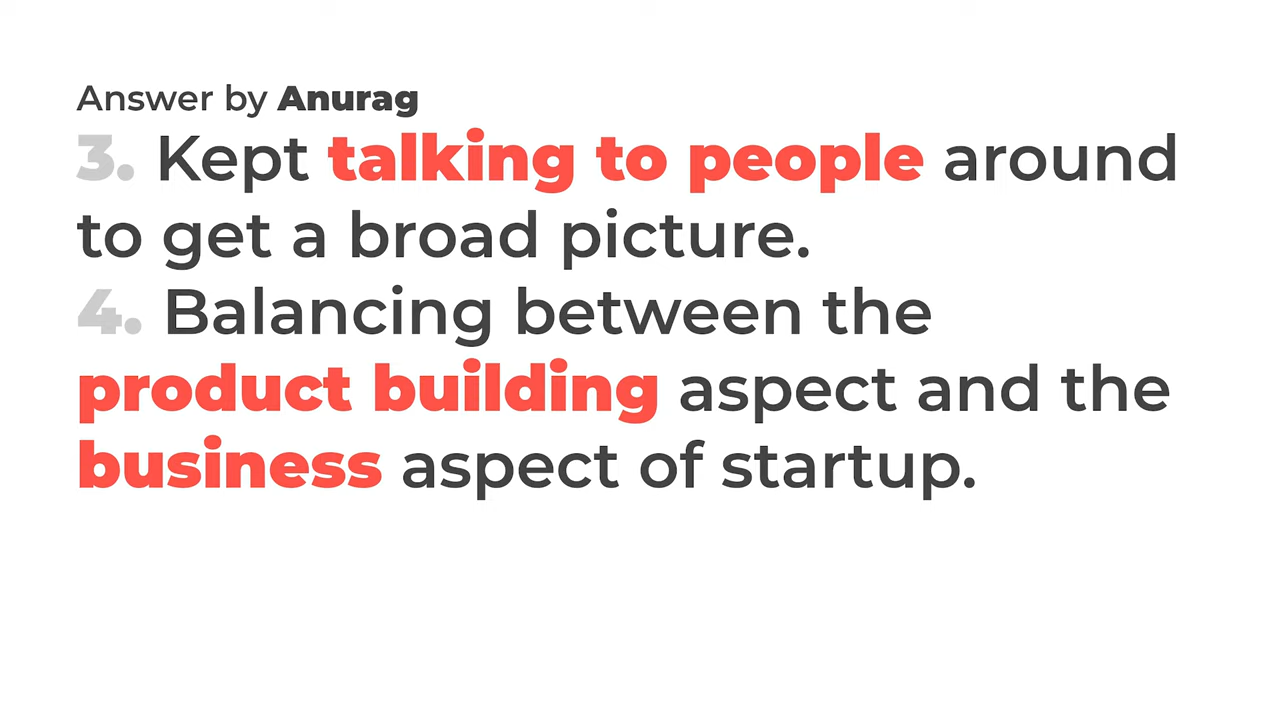 Answer by Anurag
3. Kept talking to people around
to get a broad picture.
4. Balancing between the
product building aspect and the
business aspect of startup.